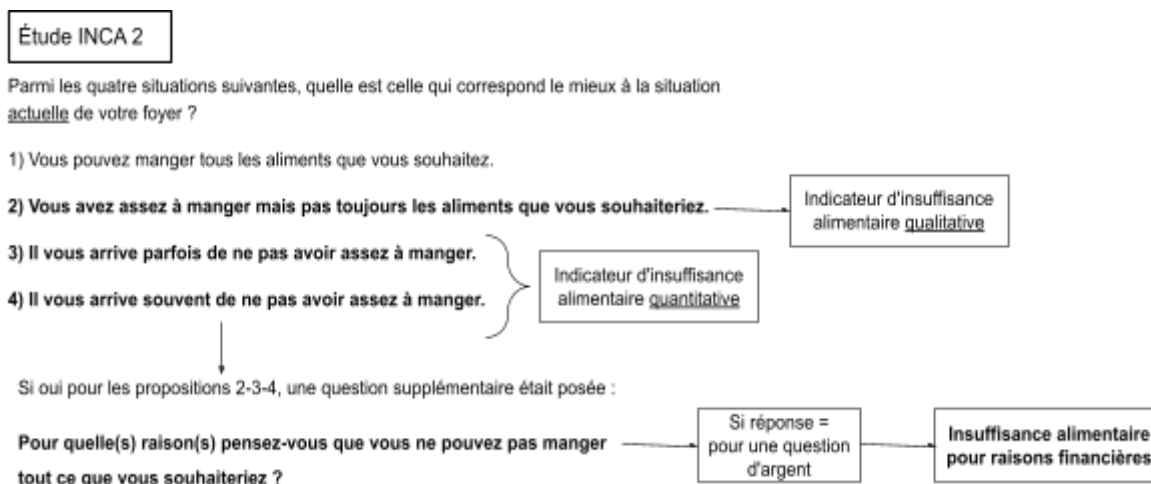 Étude INCA 2
Parmi les quatre situations suivantes, quelle est celle qui correspond le mieux à la situation
actuelle de votre foyer ?
1) Vous pouvez manger tous les aliments que vous souhaitez.
2) Vous avez assez à manger mais pas toujours les aliments que vous souhaiteriez.
Indicateur d'insuffisance
alimentaire qualitative
3) Il vous arrive parfois de ne pas avoir assez à manger.
4) Il vous arrive souvent de ne pas avoir assez à manger.
Indicateur d'insuffisance
alimentaire quantitative
Si oui pour les propositions 2-3-4, une question supplémentaire était posée :
Pour quelle(s) raison(s) pensez-vous que vous ne pouvez pas manger
tout ce que vous souhaiteriez ?
Si réponse =
pour une question
d'argent
Insuffisance alimentaire
pour raisons financières